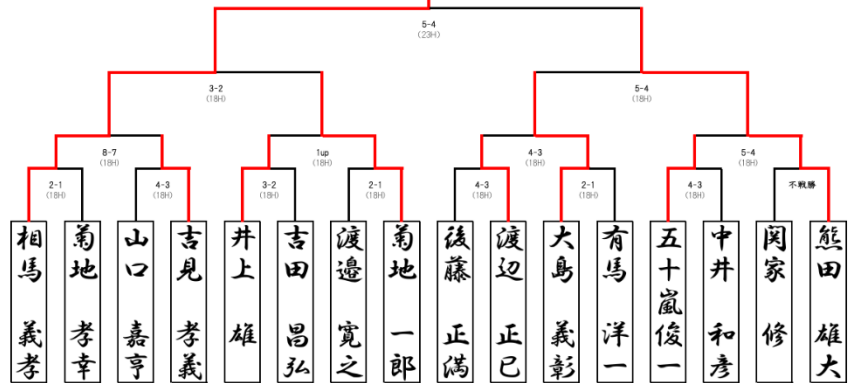 5-4
(23H)
3-2
(18H)
5-4
(18H)
8-7
(18H)
1up
(18H)
4-3
(18H)
5-4
(18H)
2-1
(18H)
4-3
(18H)
3-2
(18H)
2-1
(18H)
4-3
(18H)
2-1
(18H)
4-3
(18H)
不戦勝
相馬 義孝
菊地 孝幸
山口 嘉亨
吉見 孝義
井上 雄
吉田 昌弘
渡邉 寛之
菊地 一郎
後藤 正満
渡辺 正巳
大島 義彰
有馬 洋一
五十嵐俊一
中井 和彦
関家 修
熊田 雄大